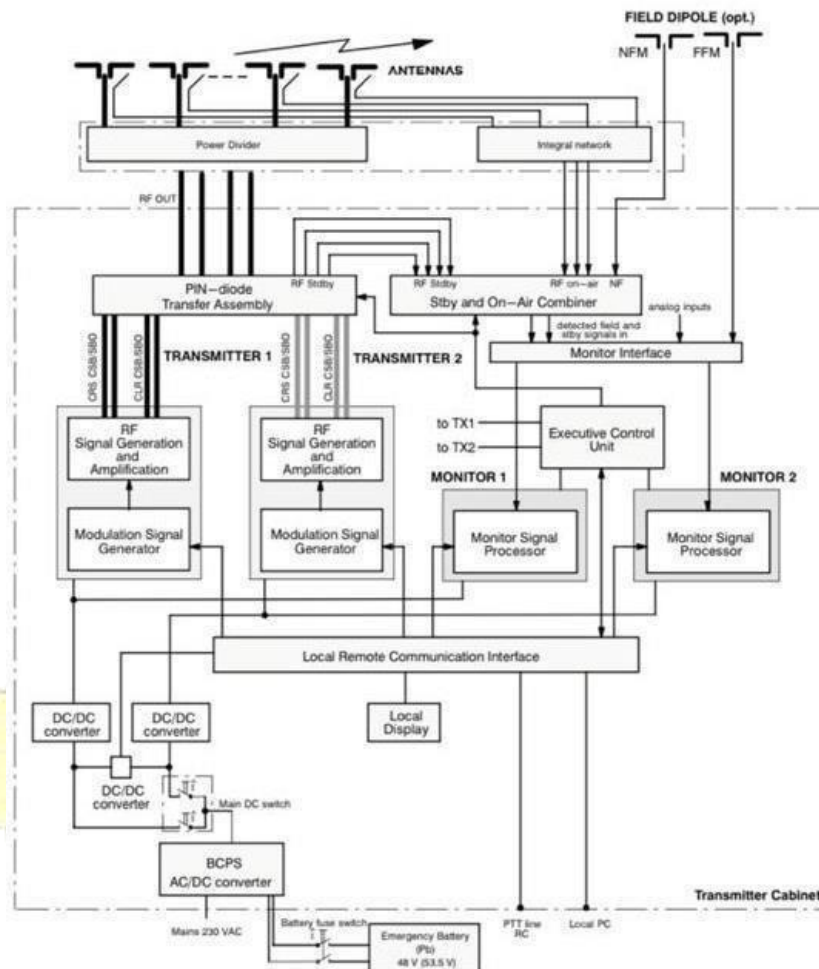 FIELD DIPOLE (opt.)
NFM
FFM
ANTENNAS
Power Divider
Integral network
RF OUT
RF Stdby
PIN-diode
Transfer Assembly
RF Stdby
RF on-air
NF
Stby and On-Air Combiner
analog inputs
detected field and
stby signals in
Monitor Interface
CRS CSB/SBO
CLR CSB/SBO
TRANSMITTER 1
CRS CSB/SBO
CLR CSB/SBO
TRANSMITTER 2
RF
Signal Generation
and
Amplification
RF
Signal Generation
and
Amplification
to TX1
to TX2
Executive Control
Unit
MONITOR 1
MONITOR 2
Modulation Signal
Generator
Modulation Signal
Generator
Monitor Signal
Processor
Monitor Signal
Processor
Local Remote Communication Interface
DC/DC
converter
DC/DC
converter
Local
Display
DC/DC
converter
Main DC switch
BCPS
AC/DC converter
Transmitter Cabinet
Mains 230 VAC
Battery fuse switch
Emergency Battery
(Pb)
48 V (53.5 V)
PTT line
RC
Local PC